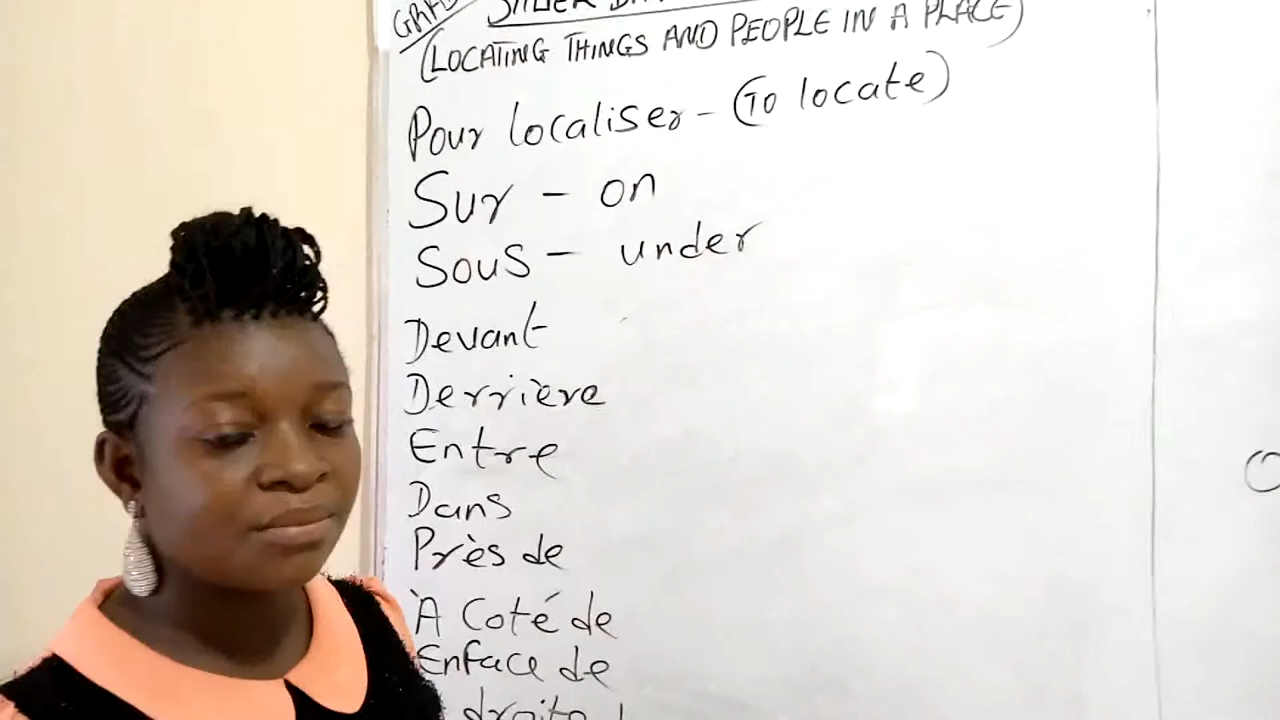 (LOCATING THINGS AND PEOPLE IN A PLACE)
Pour localiser - (To locate)
Sur - on
Sous - under
Devant
Derrière
Entre
Dans
Près de
À Coté de
Enface de
droite